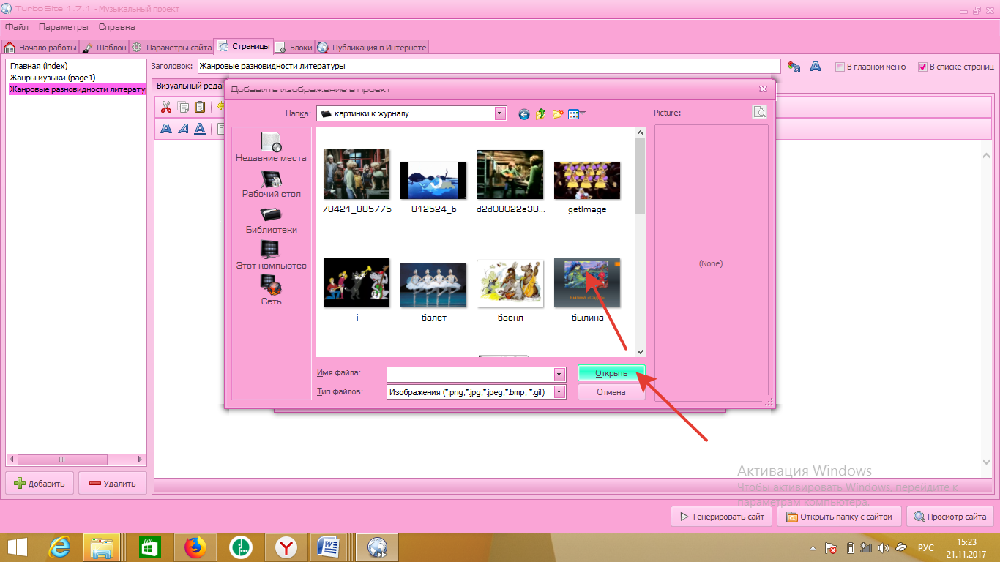 TurboSite 1.7.1 - Музыкальный проект
Файл Параметры Справка
Начало работы Шаблон Параметры сайта Страницы Блоки Публикация в Интернете
Главная (index)
Жанры музыки (page1)
Жанровые разновидности литерату
Заголовок: Жанровые разновидности литературы
В главном меню В списке страниц
Визуальный редак
Добавить изображение в проект
Папка: картинки к журналу
Picture:
Недавние места
Рабочий стол
Библиотеки
Этот компьютер
Сеть
78421_885775 812524_b d2d08022e38... getImage
Былина «Садко»
i балет басня былина
(None)
Имя файла: Открыть
Тип файлов: Изображения (*.png;*.jpg;*.jpeg;*.bmp; *.gif) Отмена
Добавить Удалить
Активация Windows
Чтобы активировать Windows, перейдите к
параметрам компьютера.
Генерировать сайт Открыть папку с сайтом Просмотр сайта
РУС
15:23
21.11.2017